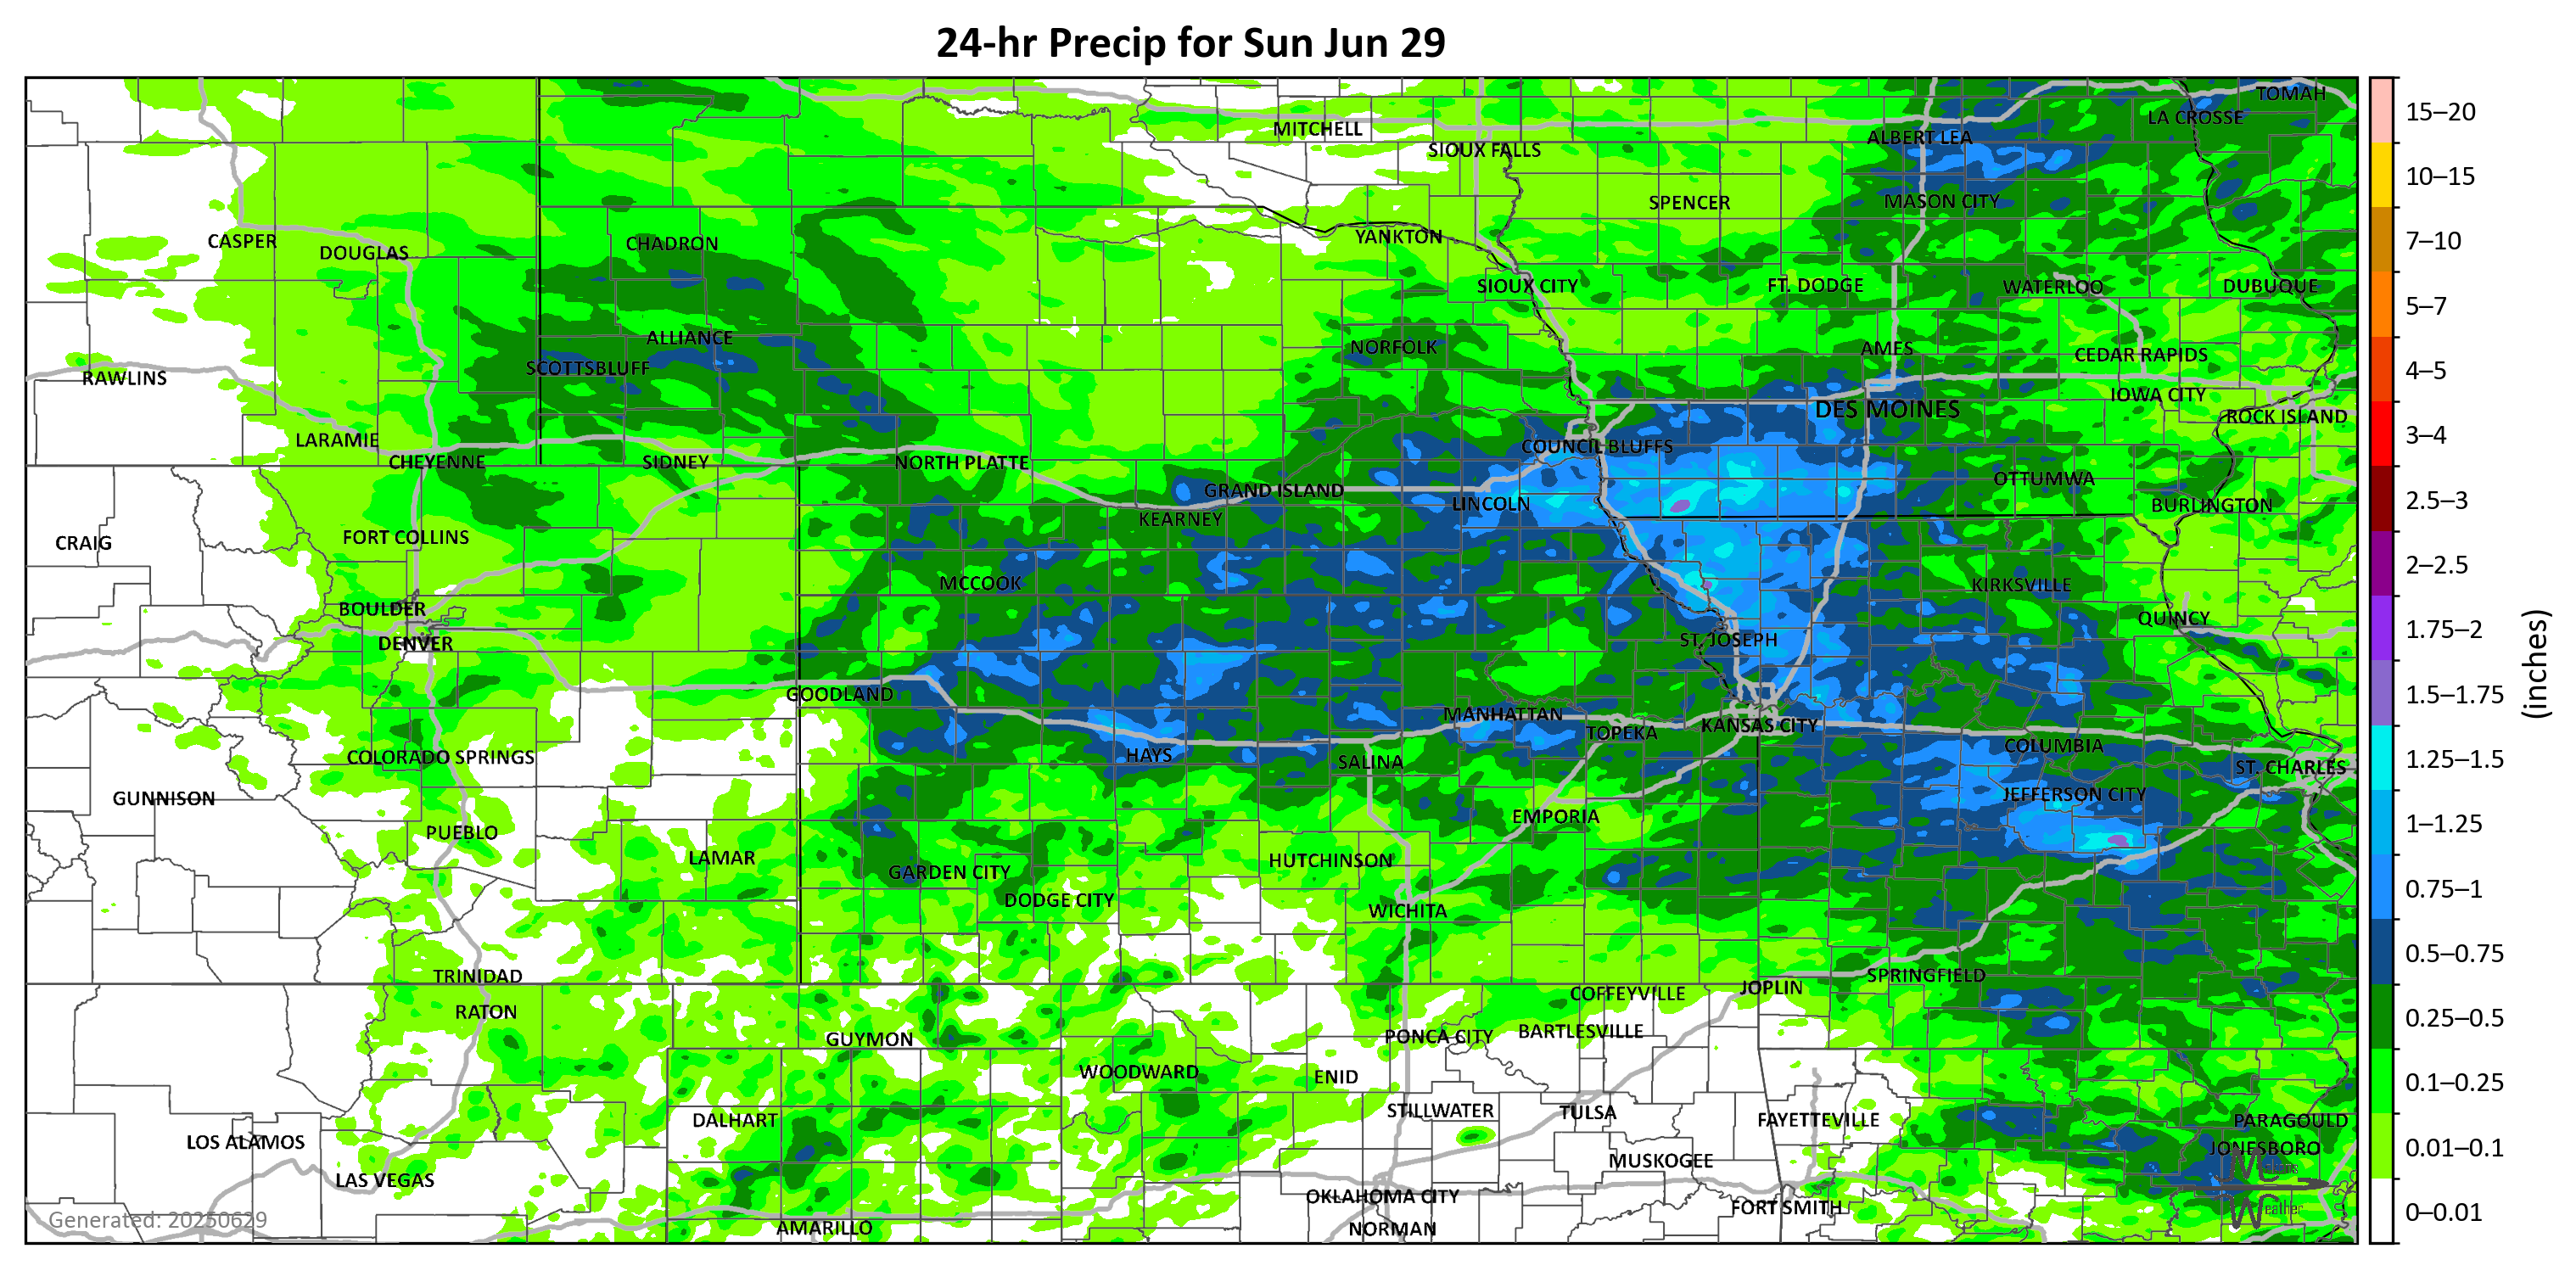 24-hr Precip for Sun Jun 29
TOMAH
LA CROSSE
MITCHELL
ALBERT LEA
SIOUX FALLS
SPENCER
MASON CITY
CASPER
DOUGLAS
CHADRON
YANKTON
SIOUX CITY
FT. DODGE
WATERLOO
DUBUQUE
ALLIANCE
NORFOLK
AMES
CEDAR RAPIDS
SCOTTSBLUFF
RAWLINS
IOWA CITY
DES MOINES
ROCK ISLAND
LARAMIE
COUNCIL BLUFFS
CHEYENNE
SIDNEY
NORTH PLATTE
OTTUMWA
GRAND ISLAND
LINCOLN
BURLINGTON
KEARNEY
CRAIG
FORT COLLINS
MCCOOK
KIRKSVILLE
BOULDER
QUINCY
DENVER
ST. JOSEPH
GOODLAND
MANHATTAN
TOPEKA
KANSAS CITY
COLORADO SPRINGS
HAYS
SALINA
COLUMBIA
ST. CHARLES
GUNNISON
JEFFERSON CITY
PUEBLO
EMPORIA
LAMAR
GARDEN CITY
HUTCHINSON
DODGE CITY
WICHITA
TRINIDAD
SPRINGFIELD
JOPLIN
COFFEYVILLE
RATON
GUYMON
PONCA CITY
BARTLESVILLE
WOODWARD
ENID
DALHART
STILLWATER
TULSA
FAYETTEVILLE
PARAGOULD
LOS ALAMOS
JONESBORO
MUSKOGEE
LAS VEGAS
OKLAHOMA CITY
FORT SMITH
Weather
Generated: 20250629
AMARILLO
NORMAN
15–20
10–15
7–10
5–7
4–5
3–4
2.5–3
2–2.5
1.75–2
1.5–1.75
1.25–1.5
1–1.25
0.75–1
0.5–0.75
0.25–0.5
0.1–0.25
0.01–0.1
0–0.01
(inches)